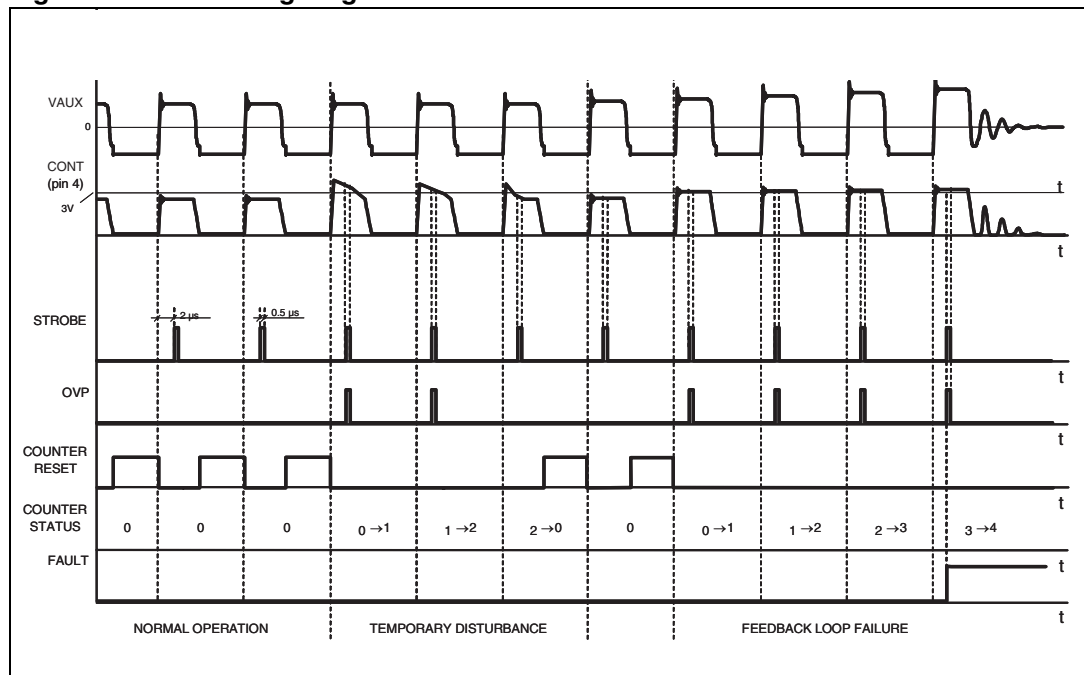 VAUX
0
CONT
(pin 4)
3V
t
t
2 µs
0.5 µs
STROBE
t
OVP
t
COUNTER
RESET
t
COUNTER
STATUS
0 0 0 0→1 1→2 2→0 0 0→1 1→2 2→3 3→4
FAULT
t
t
NORMAL OPERATION TEMPORARY DISTURBANCE FEEDBACK LOOP FAILURE